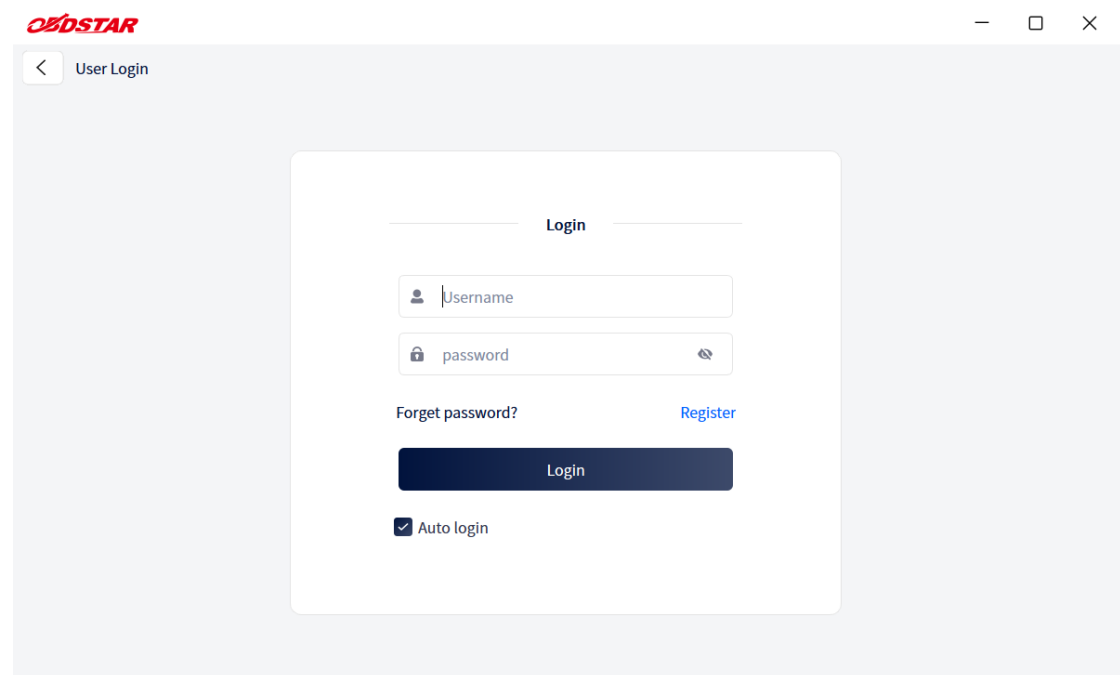 OBDSTAR
User Login
Login
Username
password
Forget password? Register
Login
Auto login